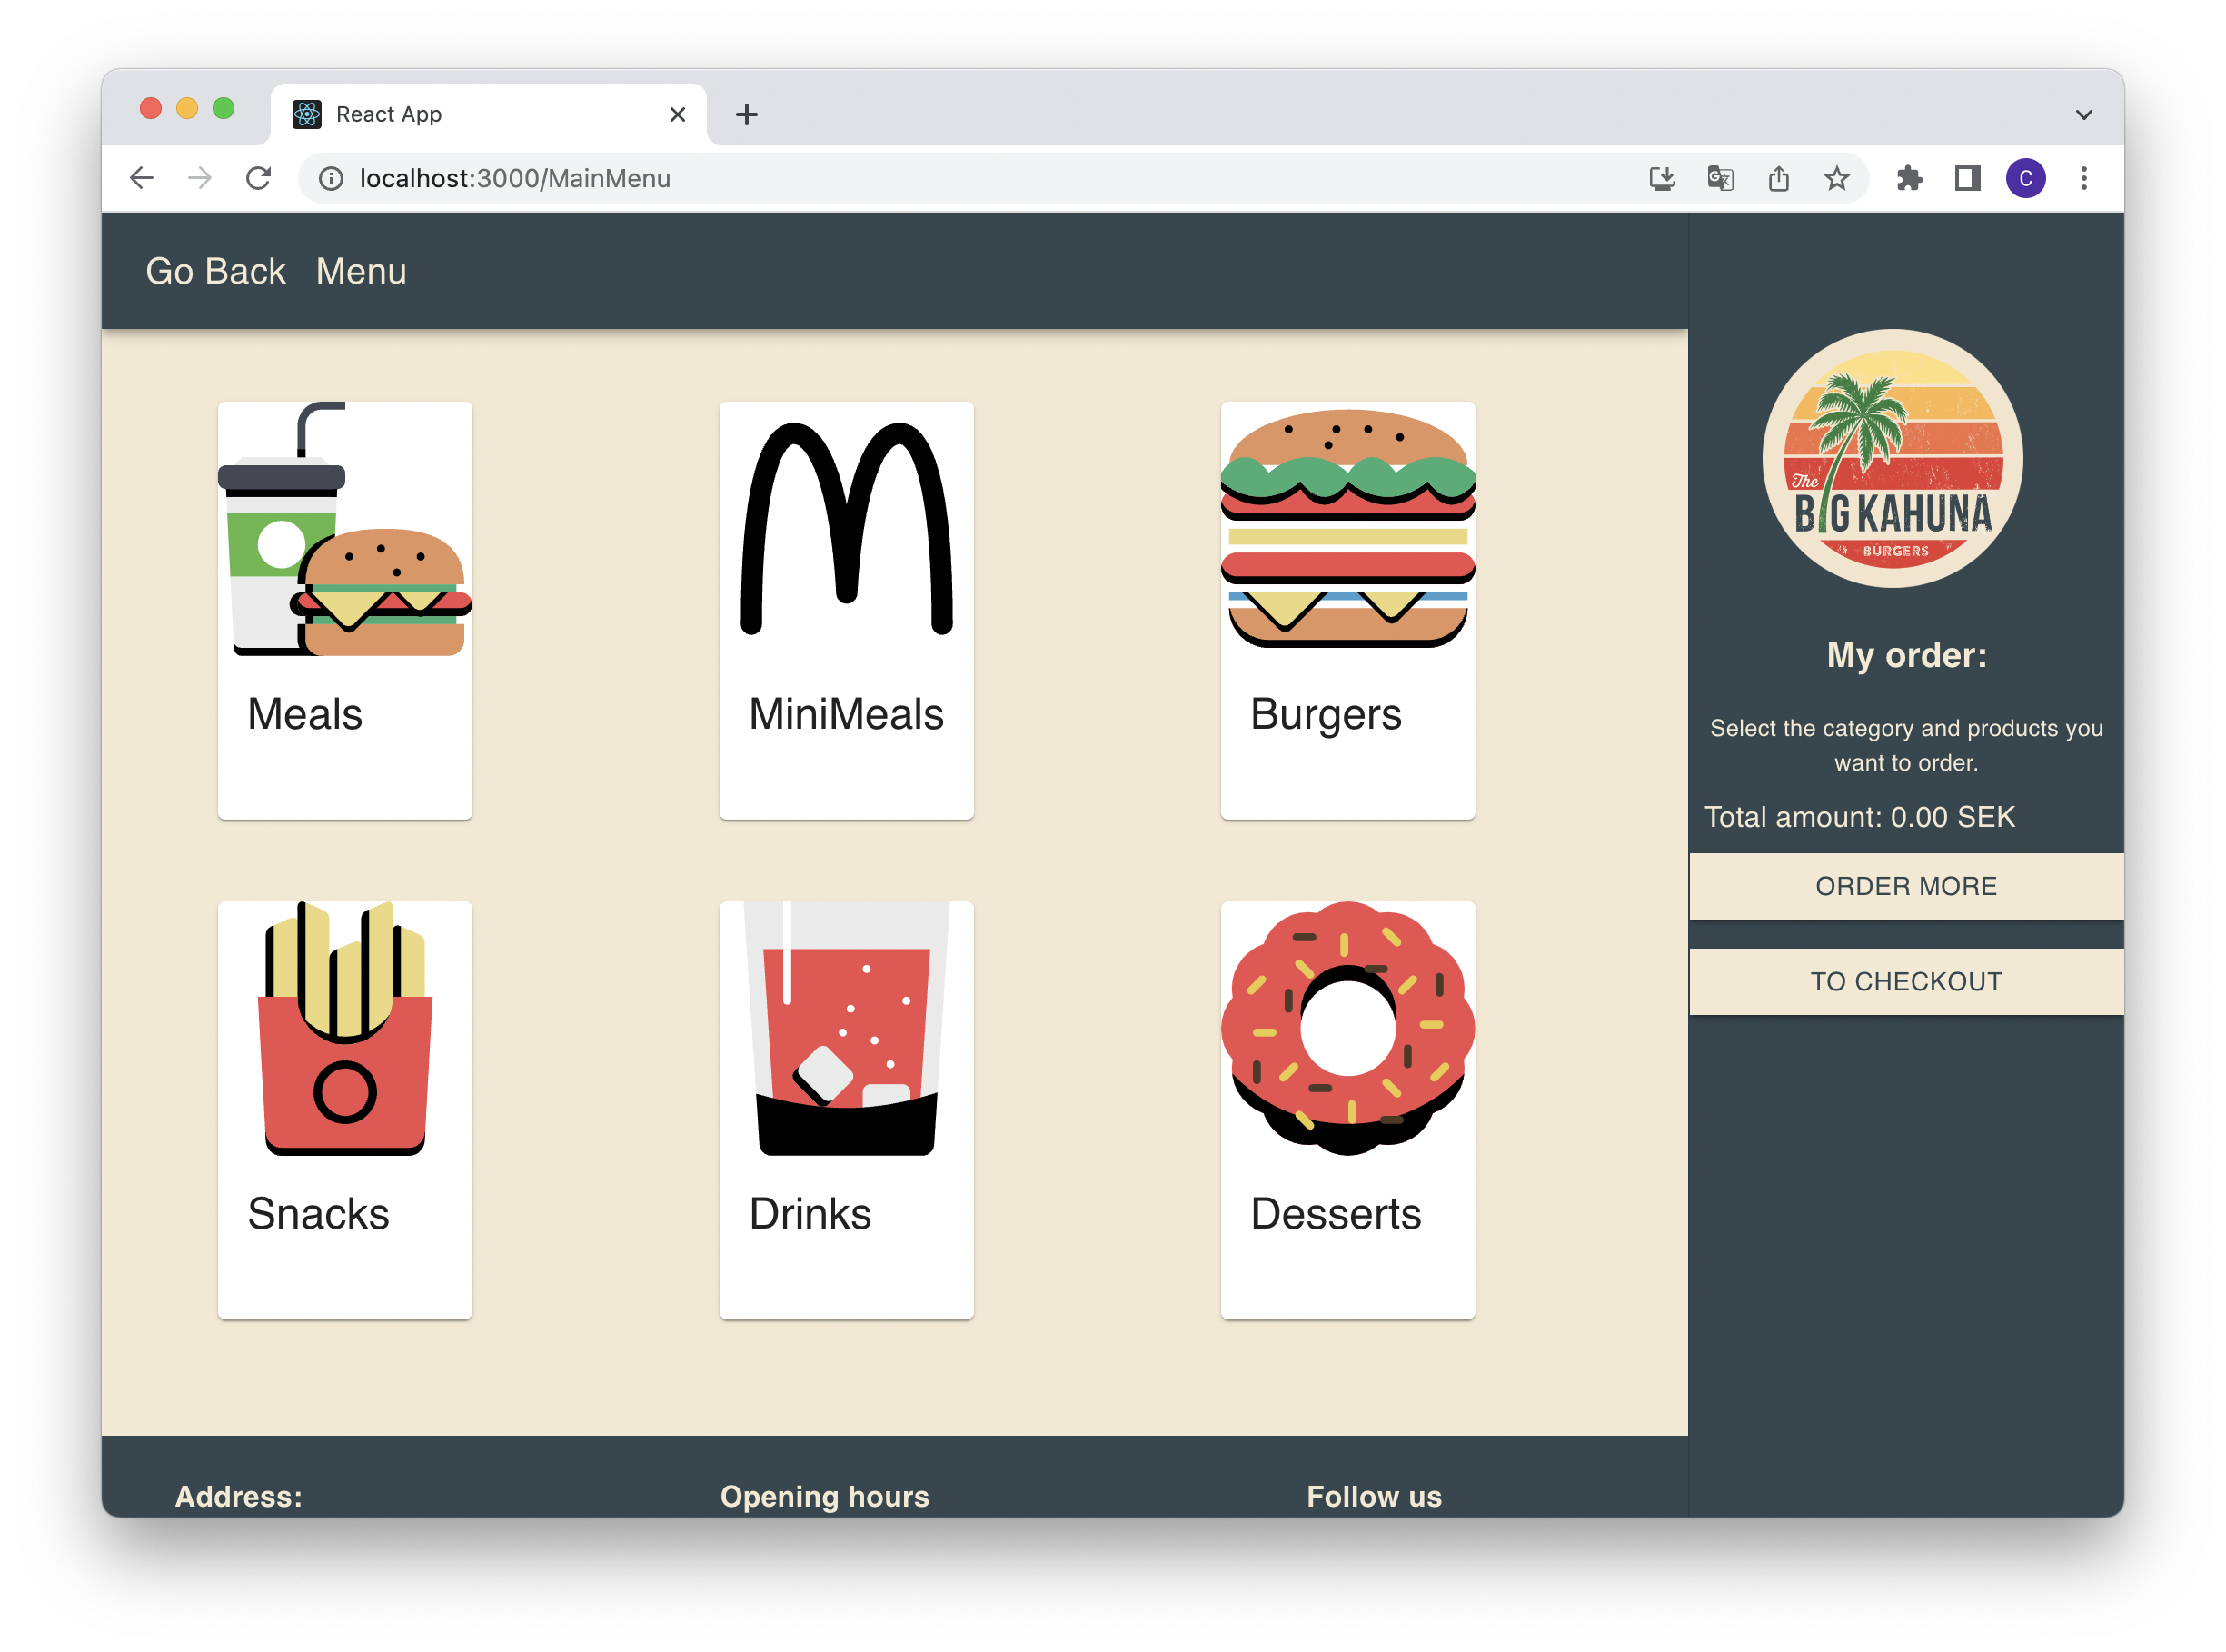 React App
localhost:3000/MainMenu
C
Go Back Menu
The
BIG KAHUNA
BURGERS
Meals
MiniMeals
Burgers
My order:
Select the category and products you
want to order.
Total amount: 0.00 SEK
ORDER MORE
TO CHECKOUT
Snacks
Drinks
Desserts
Address:
Opening hours
Follow us